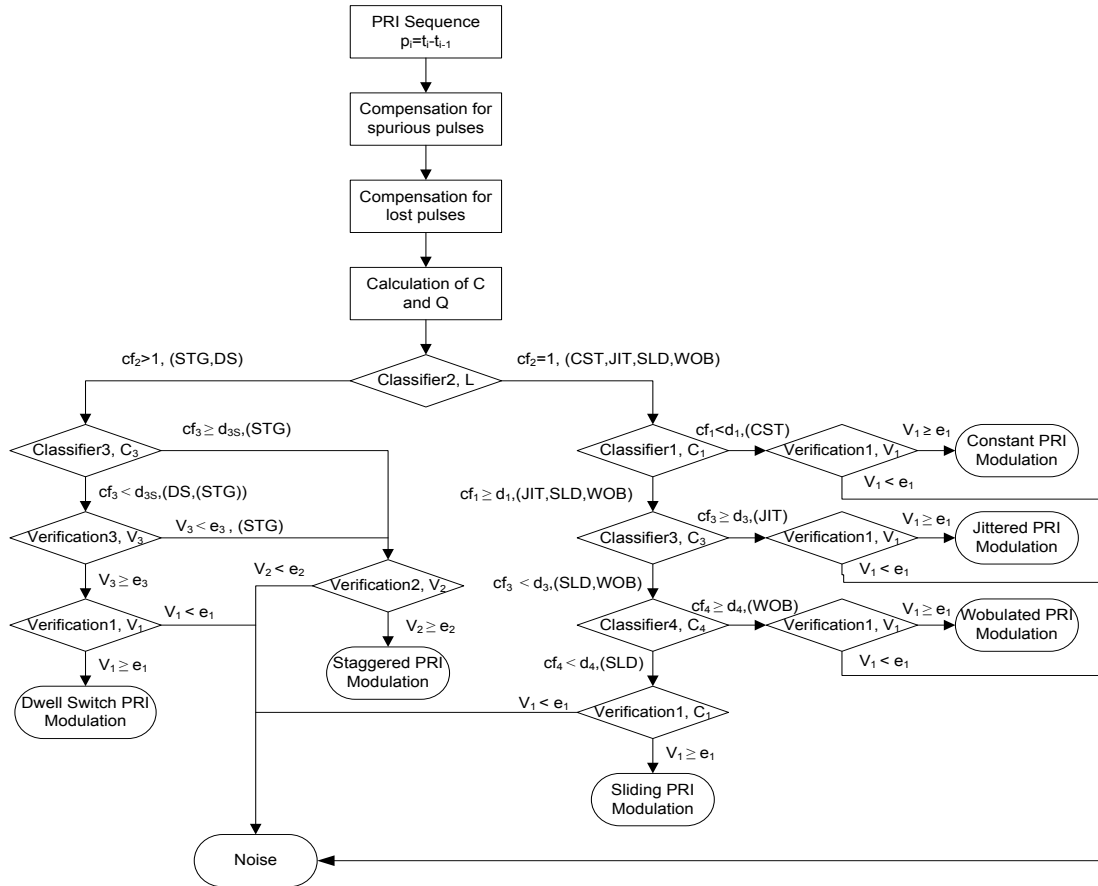 PRI Sequence
pᵢ=tᵢ-tᵢ₋₁
Compensation for
spurious pulses
Compensation for
lost pulses
Calculation of C
and Q
cf₂>1, (STG,DS)
cf₂=1, (CST,JIT,SLD,WOB)
Classifier2, L
cf₃ ≥ d₃S,(STG)
Classifier3, C₃
cf₃ < d₃S,(DS,(STG))
Verification3, V₃
V₃ < e₃ , (STG)
V₃ ≥ e₃
Verification1, V₁
V₁ < e₁
V₁ ≥ e₁
Dwell Switch PRI
Modulation
V₂ < e₂
Verification2, V₂
V₂ ≥ e₂
Staggered PRI
Modulation
Classifier1, C₁
cf₁<d₁,(CST)
Verification1, V₁
V₁ ≥ e₁
Constant PRI
Modulation
V₁ < e₁
cf₁ ≥ d₁,(JIT,SLD,WOB)
Classifier3, C₃
cf₃ ≥ d₃,(JIT)
Verification1, V₁
V₁ ≥ e₁
Jittered PRI
Modulation
V₁ < e₁
cf₃ < d₃,(SLD,WOB)
Classifier4, C₄
cf₄ ≥ d₄,(WOB)
Verification1, V₁
V₁ ≥ e₁
Wobulated PRI
Modulation
V₁ < e₁
cf₄ < d₄,(SLD)
V₁ < e₁
Verification1, C₁
V₁ ≥ e₁
Sliding PRI
Modulation
Noise